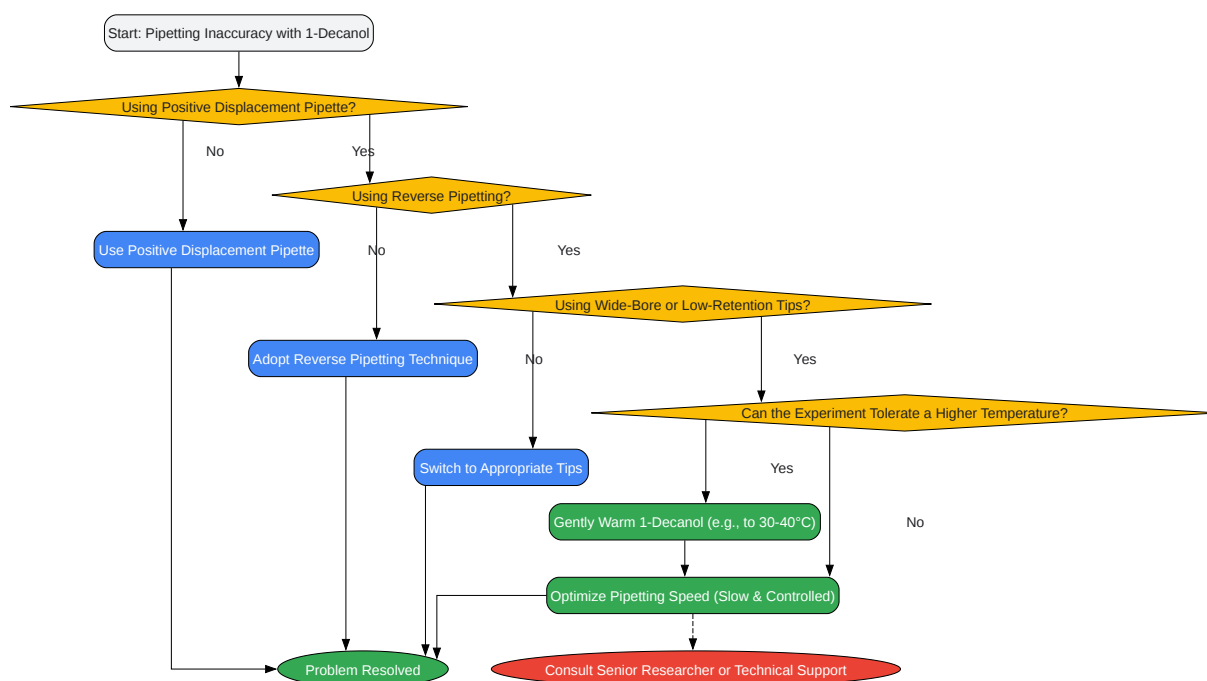 Start: Pipetting Inaccuracy with 1-Decanol
Using Positive Displacement Pipette?
No
Yes
Using Reverse Pipetting?
Use Positive Displacement Pipette
No
Yes
Using Wide-Bore or Low-Retention Tips?
Adopt Reverse Pipetting Technique
No
Yes
Can the Experiment Tolerate a Higher Temperature?
Switch to Appropriate Tips
Yes
Gently Warm 1-Decanol (e.g., to 30-40°C)
No
Optimize Pipetting Speed (Slow & Controlled)
Problem Resolved
Consult Senior Researcher or Technical Support